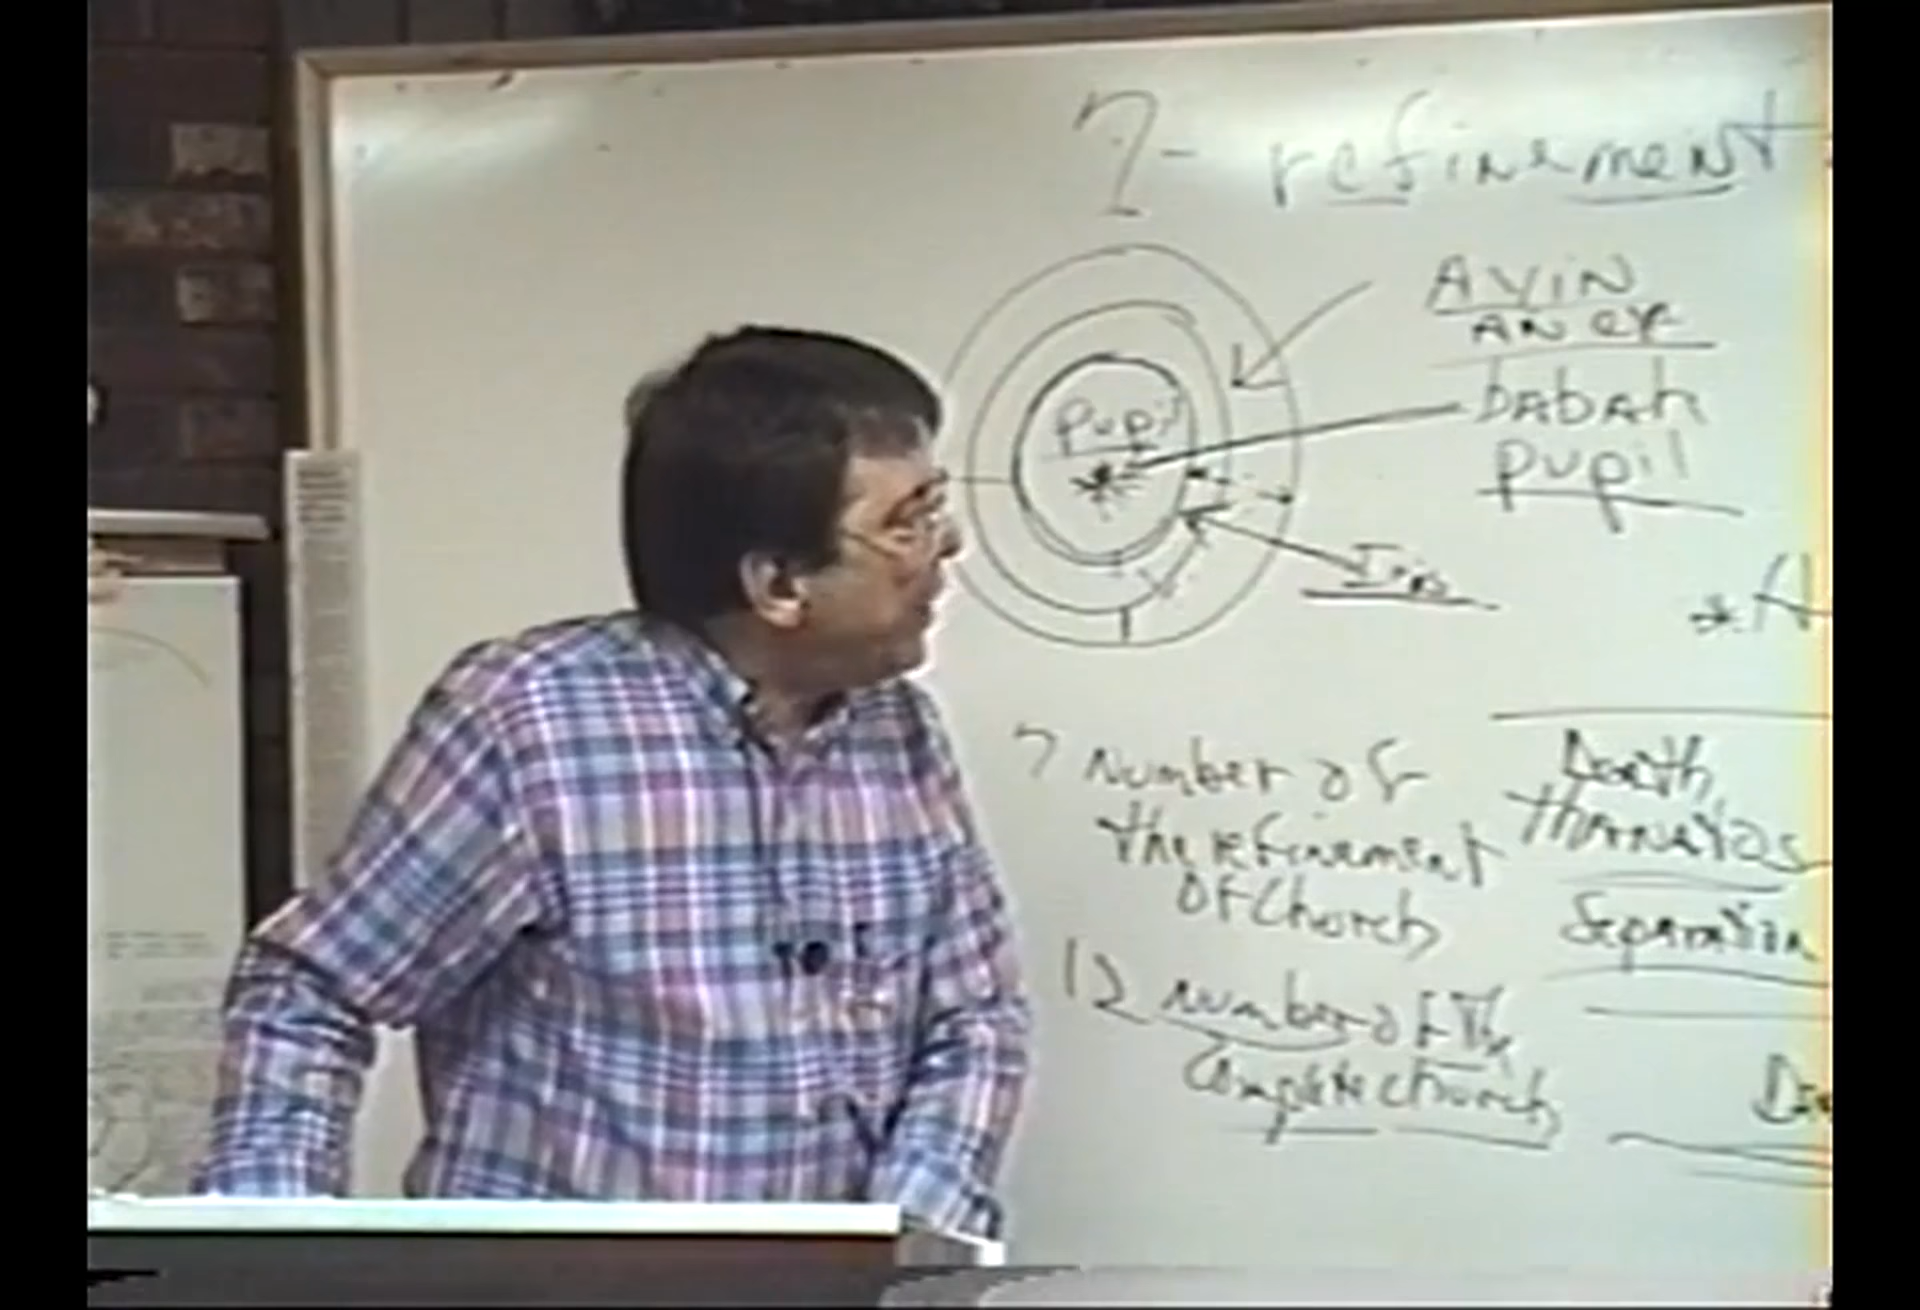 7 - refinement
AYIN
AN EYE
babah
pupil
pupil
Iris
7 Number of
the refinement
of Church
12 number of the
Complete church
Death
thanatos
Separation